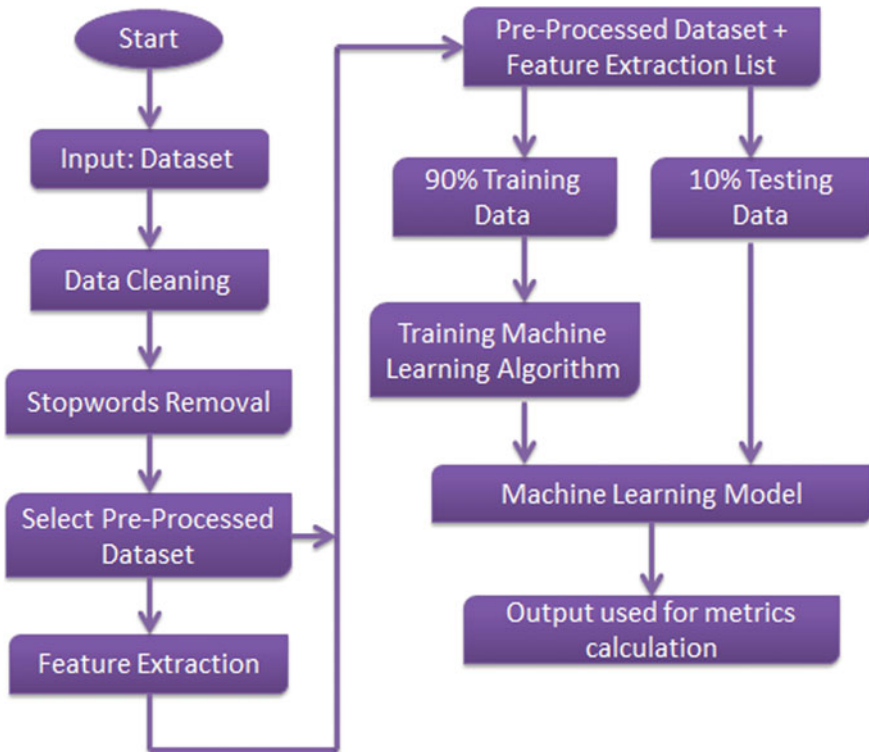 Start
Input: Dataset
Data Cleaning
Stopwords Removal
Select Pre-Processed
Dataset
Feature Extraction
Pre-Processed Dataset +
Feature Extraction List
90% Training
Data
10% Testing
Data
Training Machine
Learning Algorithm
Machine Learning Model
Output used for metrics
calculation